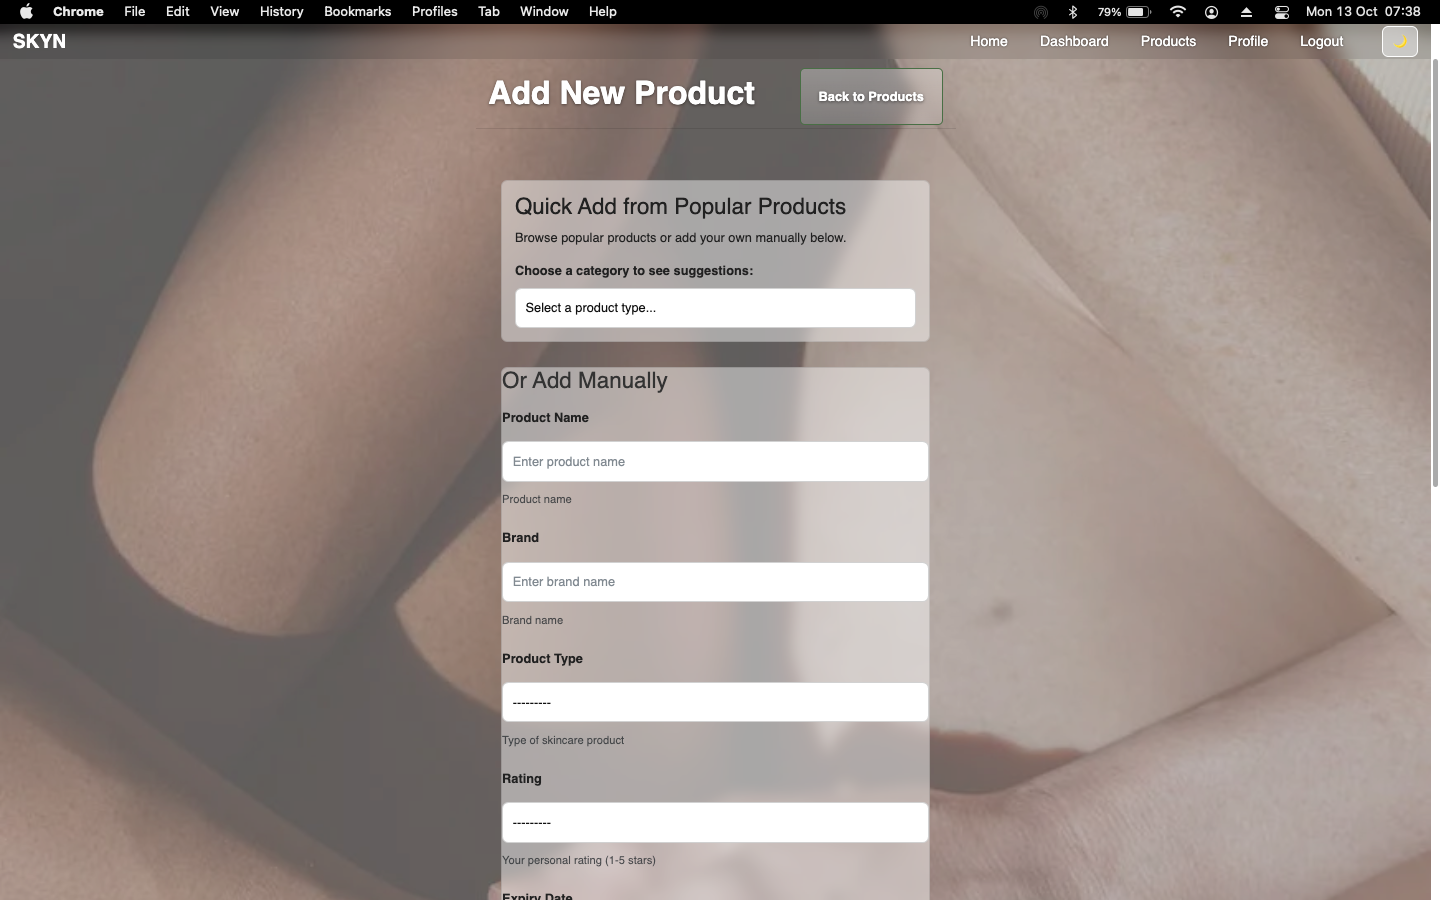 Chrome File Edit View History Bookmarks Profiles Tab Window Help 79% Mon 13 Oct 07:38
SKYN Home Dashboard Products Profile Logout
Add New Product Back to Products
Quick Add from Popular Products
Browse popular products or add your own manually below.
Choose a category to see suggestions:
Select a product type...
Or Add Manually
Product Name
Enter product name
Product name
Brand
Enter brand name
Brand name
Product Type
---------
Type of skincare product
Rating
---------
Your personal rating (1-5 stars)
Expiry Date